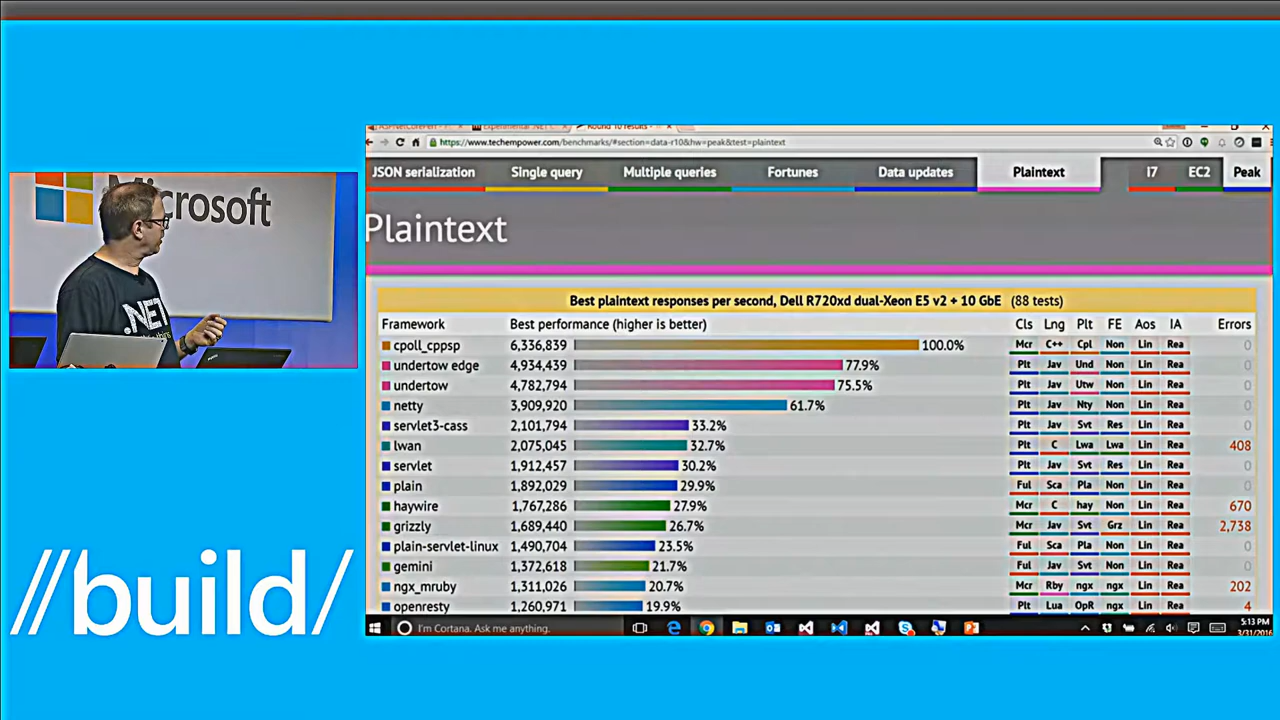 Microsoft
.NET
//build/
Round 10 results
https://www.techempower.com/benchmarks/#section=data-r10&hw=peak&test=plaintext
JSON serialization Single query Multiple queries Fortunes Data updates Plaintext I7 EC2 Peak
Plaintext
Best plaintext responses per second, Dell R720xd dual-Xeon E5 v2 + 10 GbE (88 tests)
Framework Best performance (higher is better) Cls Lng Plt FE Aos IA Errors
cpoll_cppsp 6,336,839 100.0% Mcr C++ Cpl Non Lin Rea 0
undertow edge 4,934,439 77.9% Plt Jav Und Non Lin Rea 0
undertow 4,782,794 75.5% Plt Jav Utw Non Lin Rea 0
netty 3,909,920 61.7% Plt Jav Nty Non Lin Rea 0
servlet3-cass 2,101,794 33.2% Plt Jav Svt Res Lin Rea 0
lwan 2,075,045 32.7% Plt C Lwa Lwa Lin Rea 408
servlet 1,912,457 30.2% Plt Jav Svt Res Lin Rea 0
plain 1,892,029 29.9% Ful Sca Pla Non Lin Rea 0
haywire 1,767,286 27.9% Mcr C hay Non Lin Rea 670
grizzly 1,689,440 26.7% Mcr Jav Svt Grz Lin Rea 2,738
plain-servlet-linux 1,490,704 23.5% Ful Sca Pla Non Lin Rea 0
gemini 1,372,618 21.7% Ful Jav Svt Non Lin Rea 0
ngx_mruby 1,311,026 20.7% Mcr Rby ngx ngx Lin Rea 202
openresty 1,260,971 19.9% Plt Lua OpR ngx Lin Rea 4
I'm Cortana. Ask me anything. 5:13 PM
3/31/2016